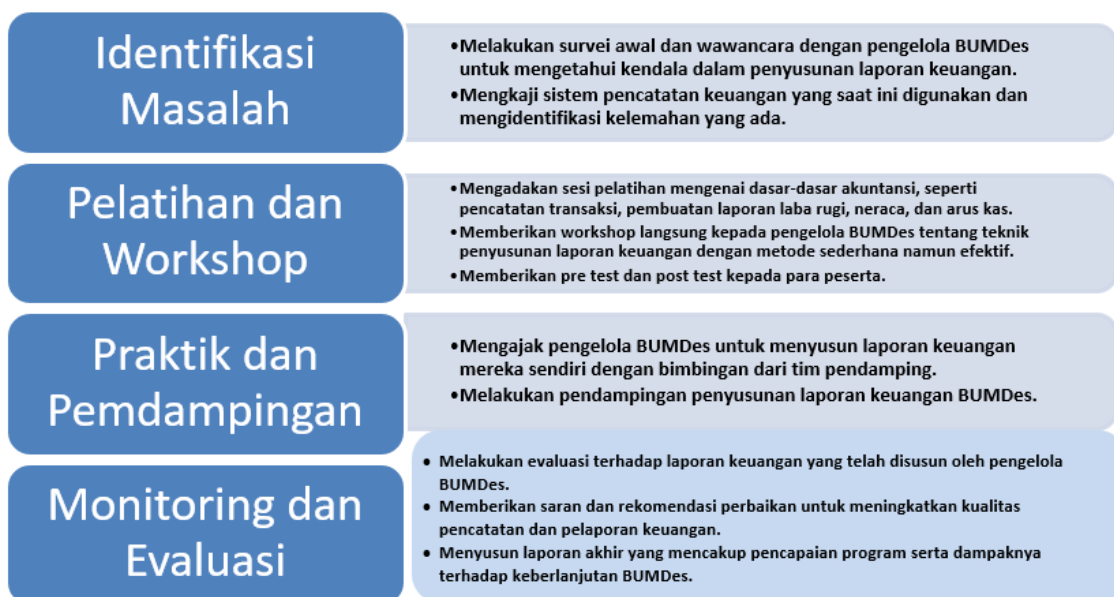 Identifikasi
Masalah
•Melakukan survei awal dan wawancara dengan pengelola BUMDes
untuk mengetahui kendala dalam penyusunan laporan keuangan.
•Mengkaji sistem pencatatan keuangan yang saat ini digunakan dan
mengidentifikasi kelemahan yang ada.
Pelatihan dan
Workshop
•Mengadakan sesi pelatihan mengenai dasar-dasar akuntansi, seperti
pencatatan transaksi, pembuatan laporan laba rugi, neraca, dan arus kas.
•Memberikan workshop langsung kepada pengelola BUMDes tentang teknik
penyusunan laporan keuangan dengan metode sederhana namun efektif.
•Memberikan pre test dan post test kepada para peserta.
Praktik dan
Pemdampingan
•Mengajak pengelola BUMDes untuk menyusun laporan keuangan
mereka sendiri dengan bimbingan dari tim pendamping.
•Melakukan pendampingan penyusunan laporan keuangan BUMDes.
Monitoring dan
Evaluasi
• Melakukan evaluasi terhadap laporan keuangan yang telah disusun oleh pengelola
BUMDes.
• Memberikan saran dan rekomendasi perbaikan untuk meningkatkan kualitas
pencatatan dan pelaporan keuangan.
• Menyusun laporan akhir yang mencakup pencapaian program serta dampaknya
terhadap keberlanjutan BUMDes.